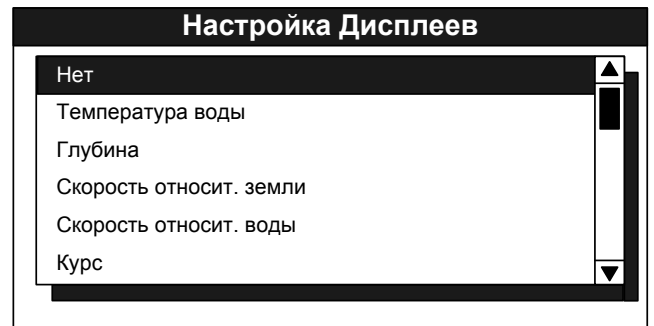 Настройка Дисплеев
Нет
Температура воды
Глубина
Скорость относит. земли
Скорость относит. воды
Курс